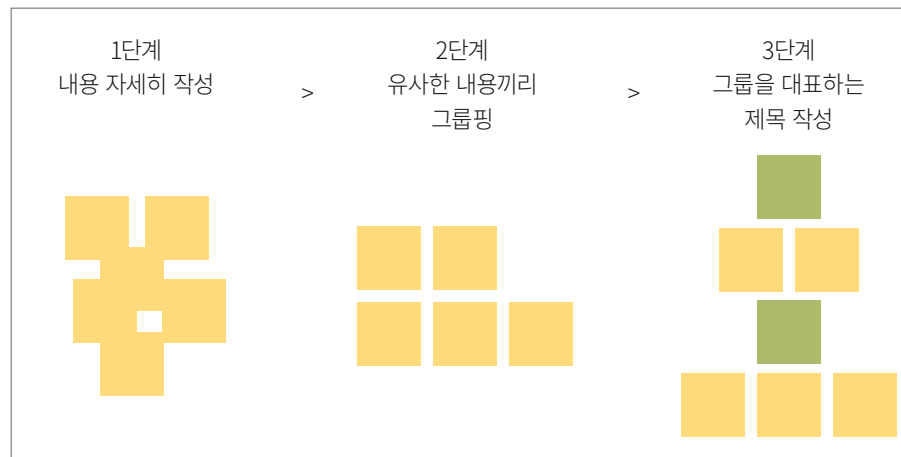 1단계
내용 자세히 작성
>
2단계
유사한 내용끼리
그룹핑
>
3단계
그룹을 대표하는
제목 작성